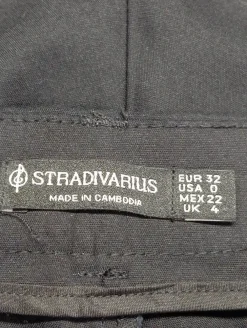 STRADIVARIUS
MADE IN CAMBODIA
EUR 32
USA 0
MEX 22
UK 4